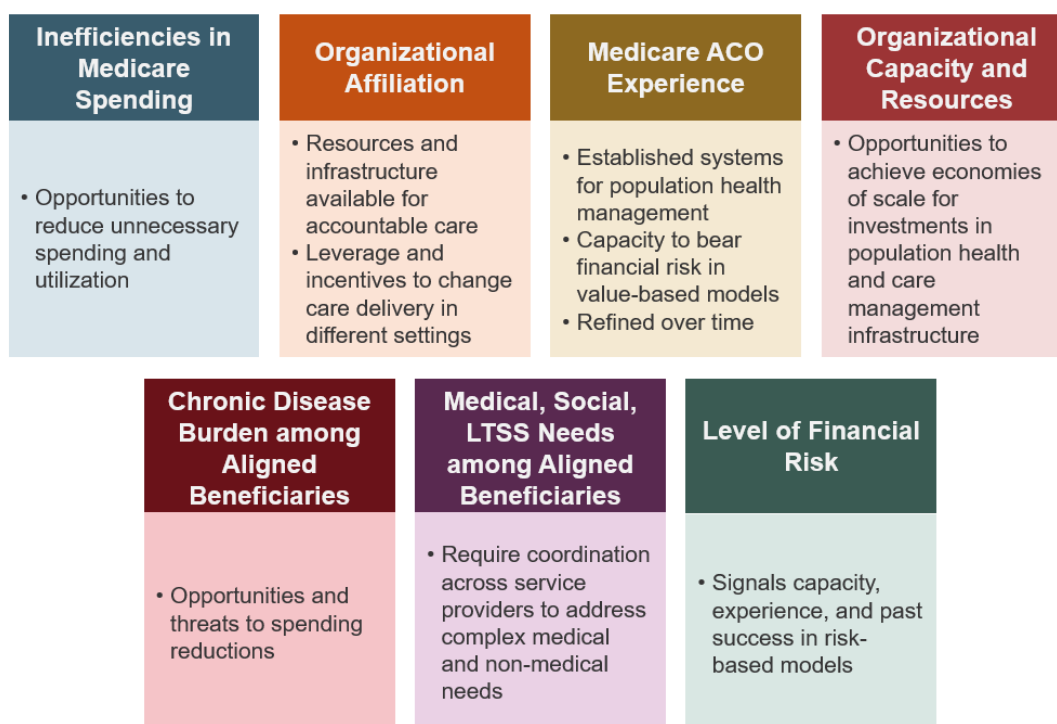 Inefficiencies in
Medicare
Spending
• Opportunities to
reduce unnecessary
spending and
utilization
Organizational
Affiliation
• Resources and
infrastructure
available for
accountable care
• Leverage and
incentives to change
care delivery in
different settings
Medicare ACO
Experience
• Established systems
for population health
management
• Capacity to bear
financial risk in
value-based models
• Refined over time
Organizational
Capacity and
Resources
• Opportunities to
achieve economies
of scale for
investments in
population health
and care
management
infrastructure
Chronic Disease
Burden among
Aligned
Beneficiaries
• Opportunities and
threats to spending
reductions
Medical, Social,
LTSS Needs
among Aligned
Beneficiaries
• Require coordination
across service
providers to address
complex medical
and non-medical
needs
Level of Financial
Risk
• Signals capacity,
experience, and past
success in risk-
based models